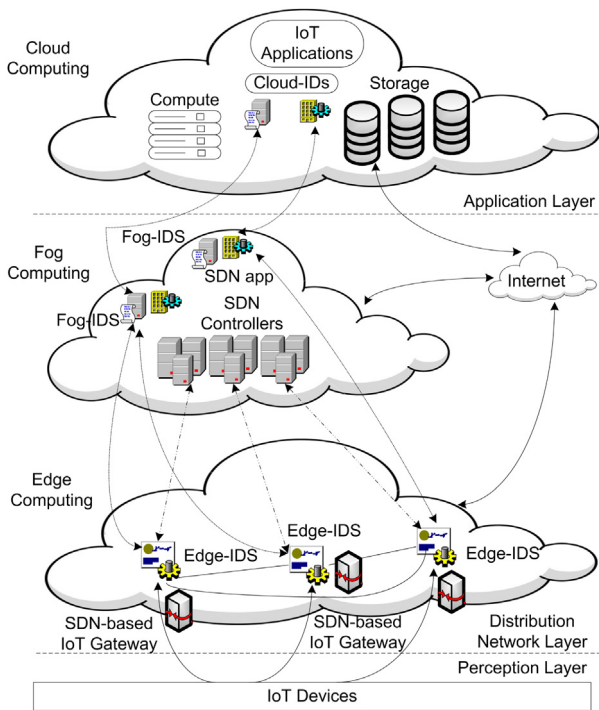 IoT
Applications
Cloud
Computing
Cloud-IDs
Storage
Compute
Application Layer
Fog-IDS
Fog
Computing
SDN app
Internet
Fog-IDS
SDN
Controllers
Edge
Computing
Edge-IDS
Edge-IDS
Edge-IDS
SDN-based
IoT Gateway
SDN-based
IoT Gateway
Distribution
Network Layer
Perception Layer
IoT Devices